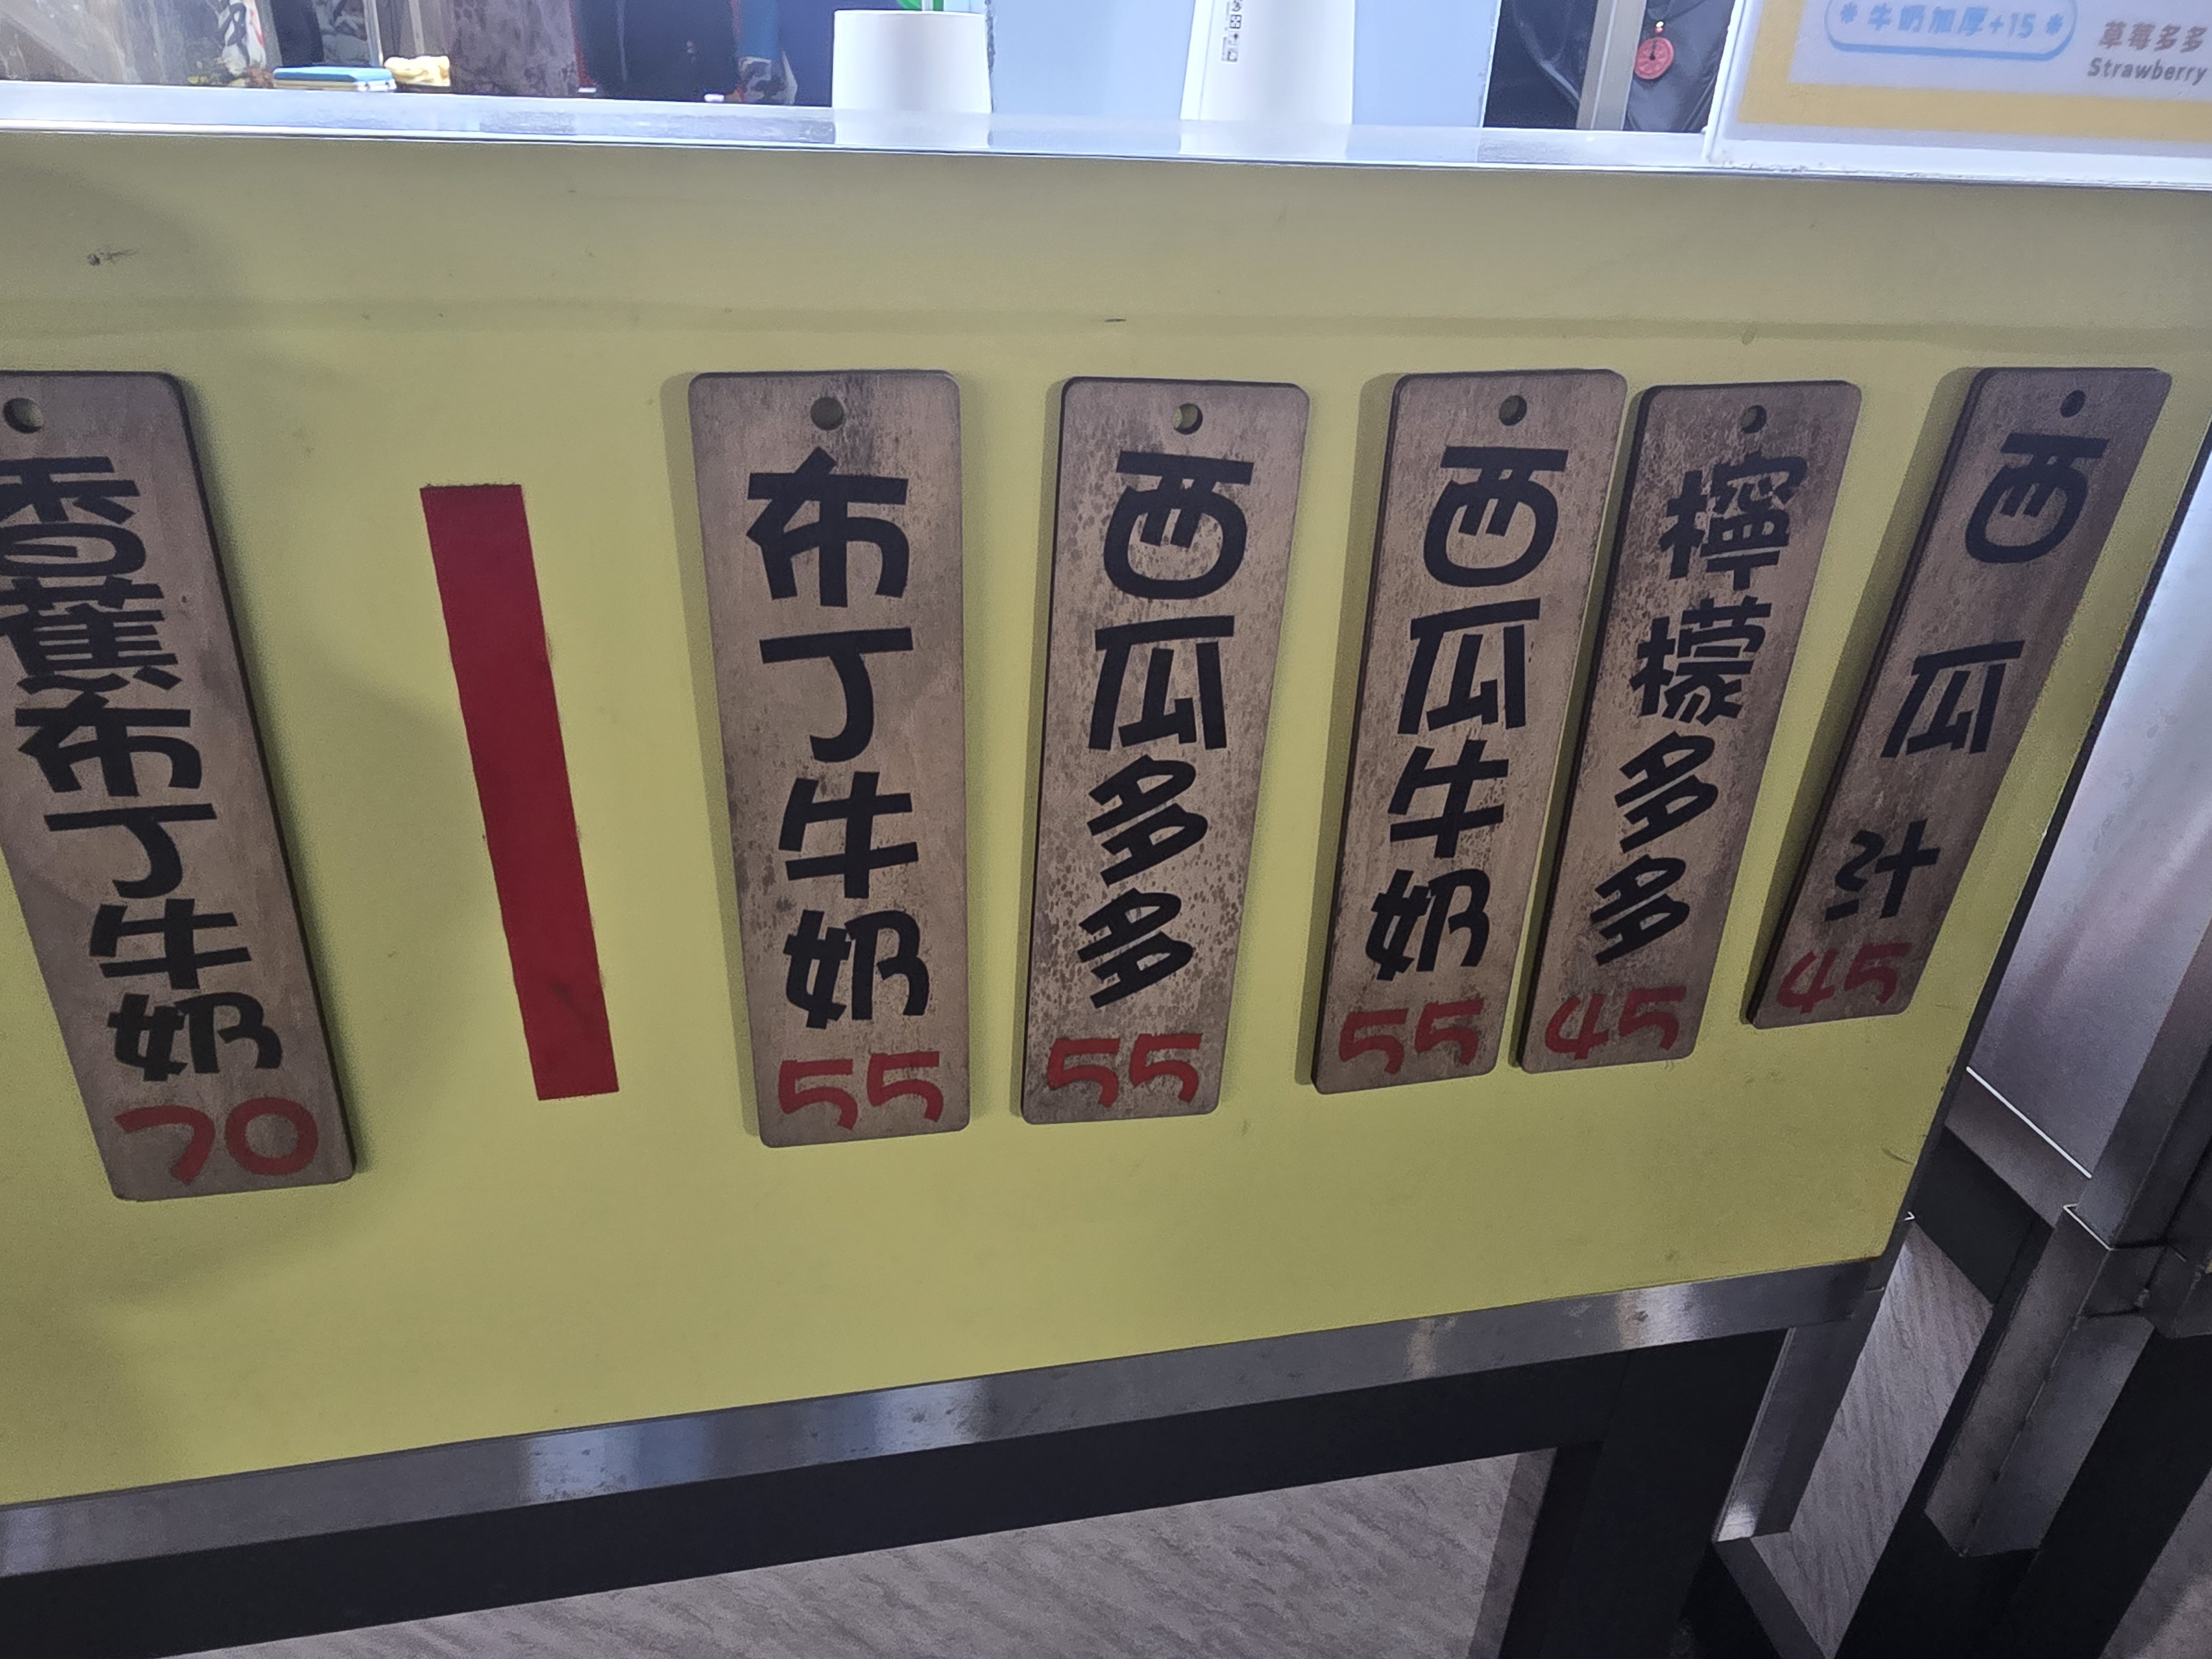 牛奶加厚+15
草莓多多
Strawberry
香蕉布丁牛奶
70
布丁牛奶
55
西瓜多多
55
西瓜牛奶
55
檸檬多多
45
西瓜汁
45